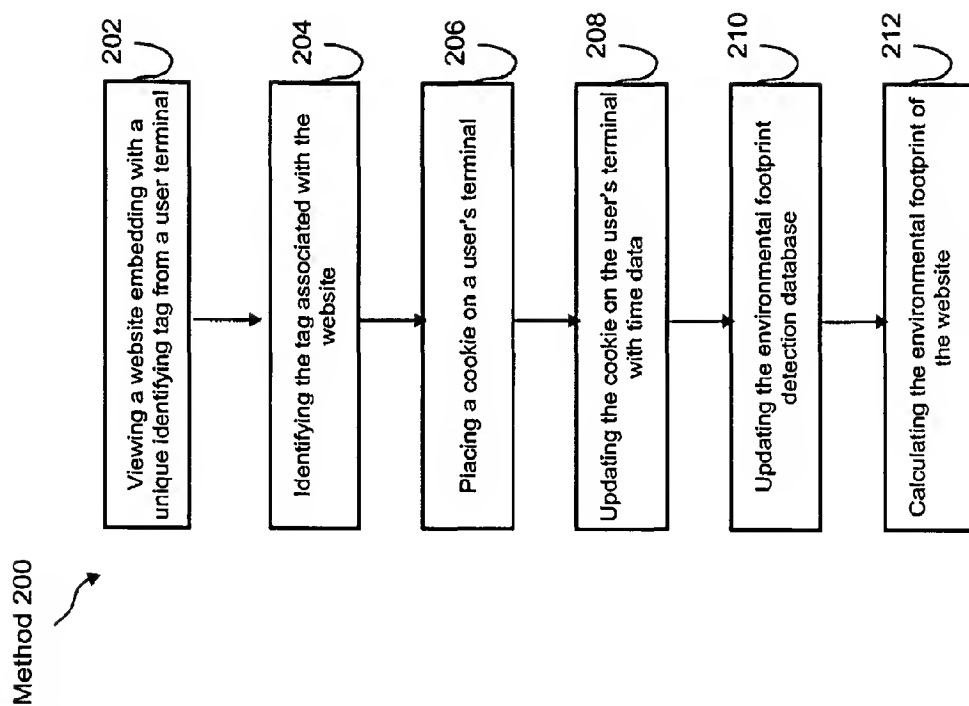 Method 200
202
Viewing a website embedding with a
unique identifying tag from a user terminal
204
Identifying the tag associated with the
website
206
Placing a cookie on a user's terminal
208
Updating the cookie on the user's terminal
with time data
210
Updating the environmental footprint
detection database
212
Calculating the environmental footprint of
the website